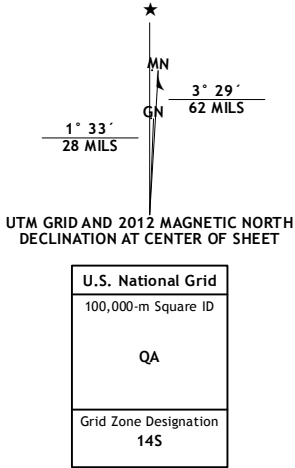 ★
MN
3° 29´
62 MILS
GN
1° 33´
28 MILS
UTM GRID AND 2012 MAGNETIC NORTH
DECLINATION AT CENTER OF SHEET
U.S. National Grid
100,000-m Square ID
QA
Grid Zone Designation
14S